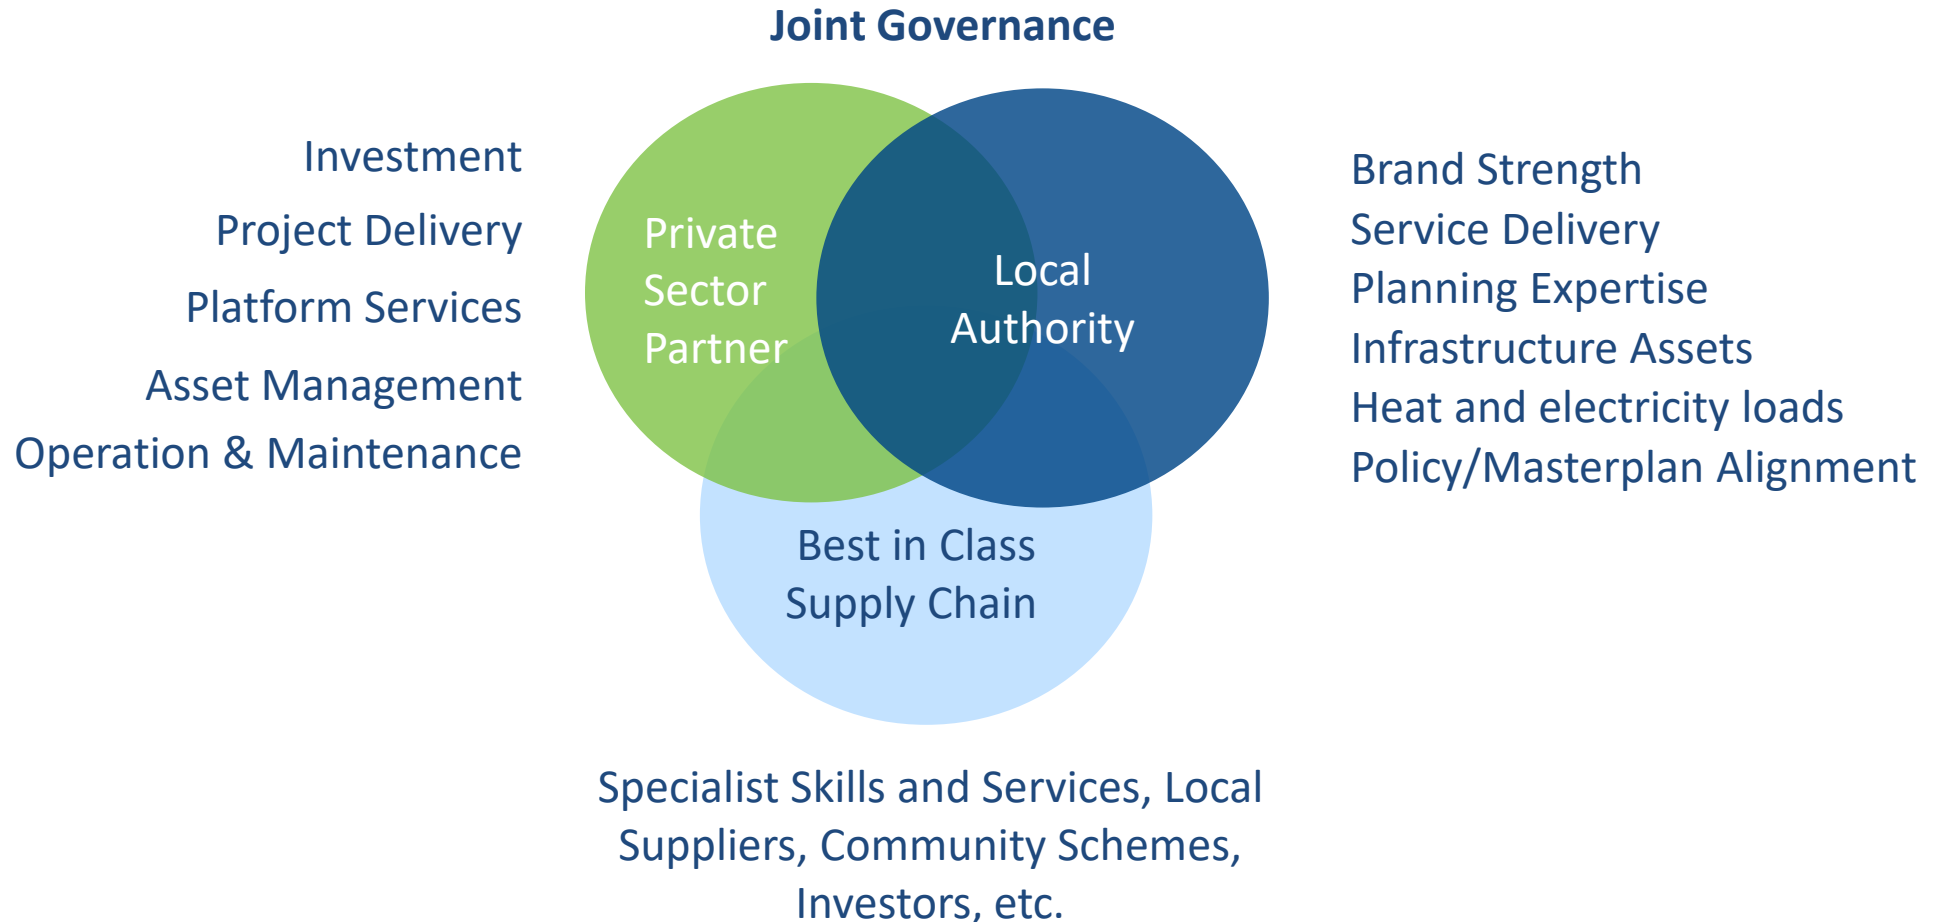 Joint Governance
Investment
Project Delivery
Platform Services
Asset Management
Operation & Maintenance
Private
Sector
Partner
Local
Authority
Brand Strength
Service Delivery
Planning Expertise
Infrastructure Assets
Heat and electricity loads
Policy/Masterplan Alignment
Best in Class
Supply Chain
Specialist Skills and Services, Local
Suppliers, Community Schemes,
Investors, etc.